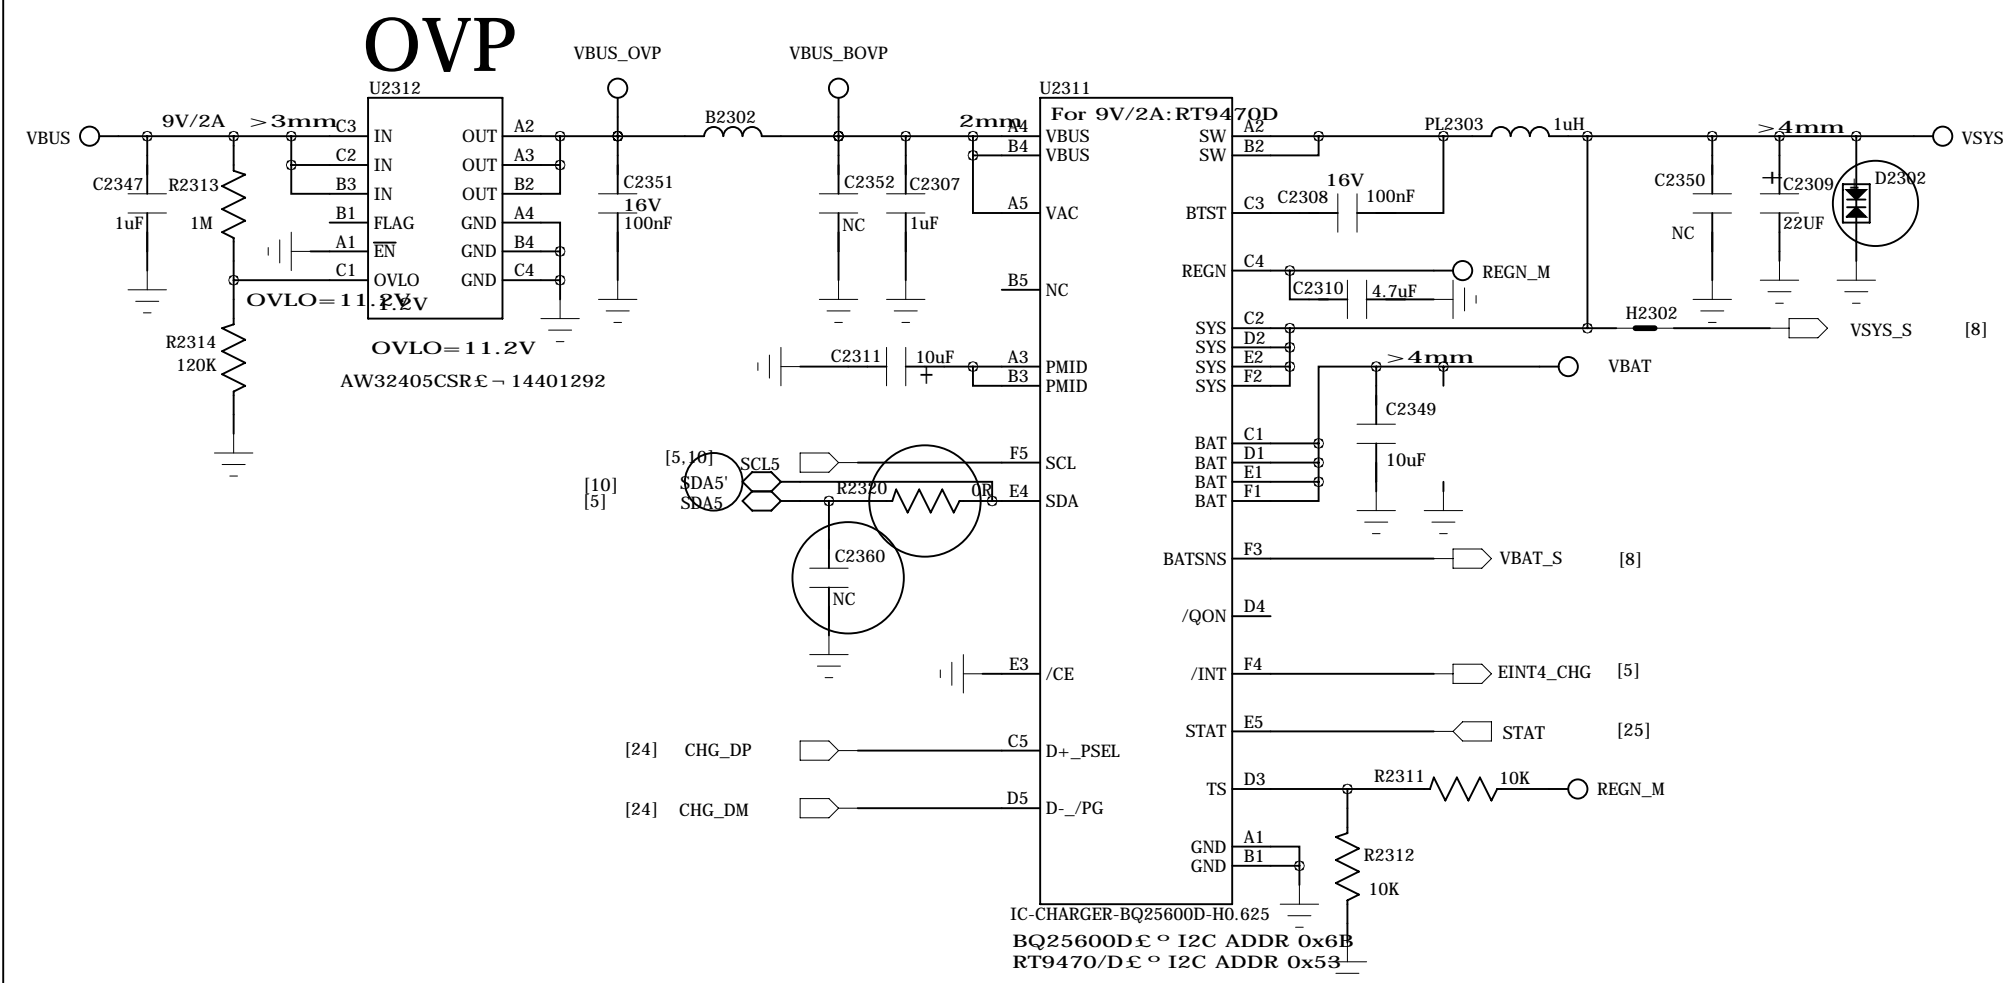 OVP
VBUS_OVP
VBUS_BOVP
U2312
U2311
For 9V/2A:RT9470D
VBUS
9V/2A
>3mm
C3
IN
OUT
A2
B2302
2mm
A4
VBUS
SW
A2
PL2303
1uH
>4mm
VSYS
B4
VBUS
SW
B2
C2
IN
OUT
A3
C2347
R2313
B3
IN
OUT
B2
C2351
16V
100nF
C2352
C2307
A5
VAC
BTST
C3
C2308
16V
100nF
C2350
C2309
D2302
1uF
1M
B1
FLAG
GND
A4
NC
1uF
NC
22UF
A1
EN
GND
B4
C1
OVLO
GND
C4
REGN
C4
REGN_M
B5
NC
C2310
4.7uF
OVLO=11.2V
1.2V
R2314
120K
OVLO=11.2V
AW32405CSR£¬14401292
SYS
C2
H2302
VSYS_S
[8]
SYS
D2
SYS
E2
SYS
F2
C2311
10uF
A3
PMID
B3
PMID
>4mm
VBAT
C2349
10uF
BAT
C1
BAT
D1
BAT
E1
BAT
F1
[5,10]
SCL5
F5
SCL
[10]
SDA5'
[5]
SDA5
R2320
0R
E4
SDA
C2360
NC
BATSNS
F3
VBAT_S
[8]
/QON
D4
E3
/CE
/INT
F4
EINT4_CHG
[5]
STAT
E5
STAT
[25]
[24]
CHG_DP
C5
D+_PSEL
TS
D3
R2311
10K
REGN_M
[24]
CHG_DM
D5
D-_/PG
GND
A1
GND
B1
R2312
10K
IC-CHARGER-BQ25600D-H0.625
BQ25600D£º I2C ADDR 0x6B
RT9470/D£º I2C ADDR 0x53